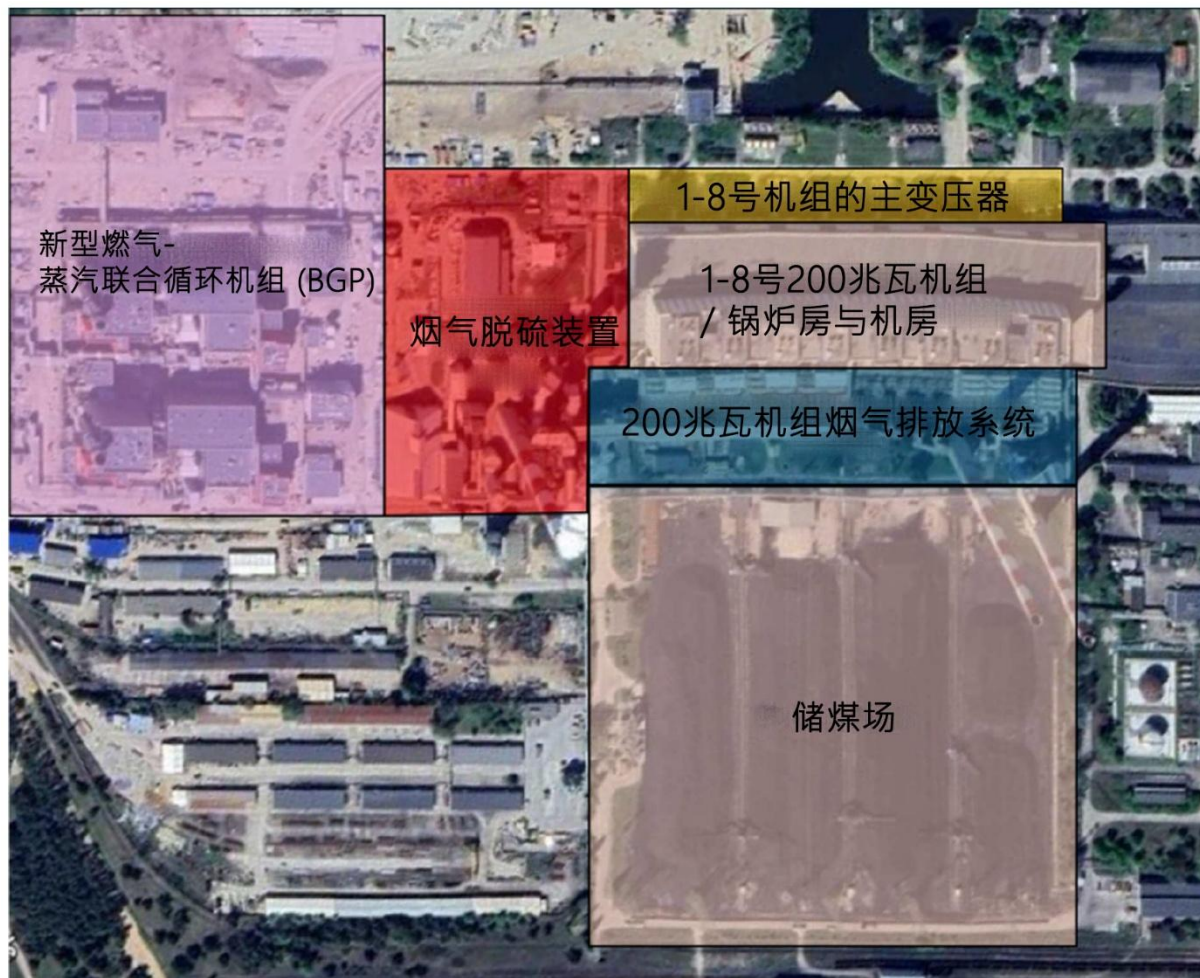 1-8号机组的主变压器
新型燃气-
蒸汽联合循环机组 (BGP)
1-8号200兆瓦机组
/ 锅炉房与机房
烟气脱硫装置
200兆瓦机组烟气排放系统
储煤场